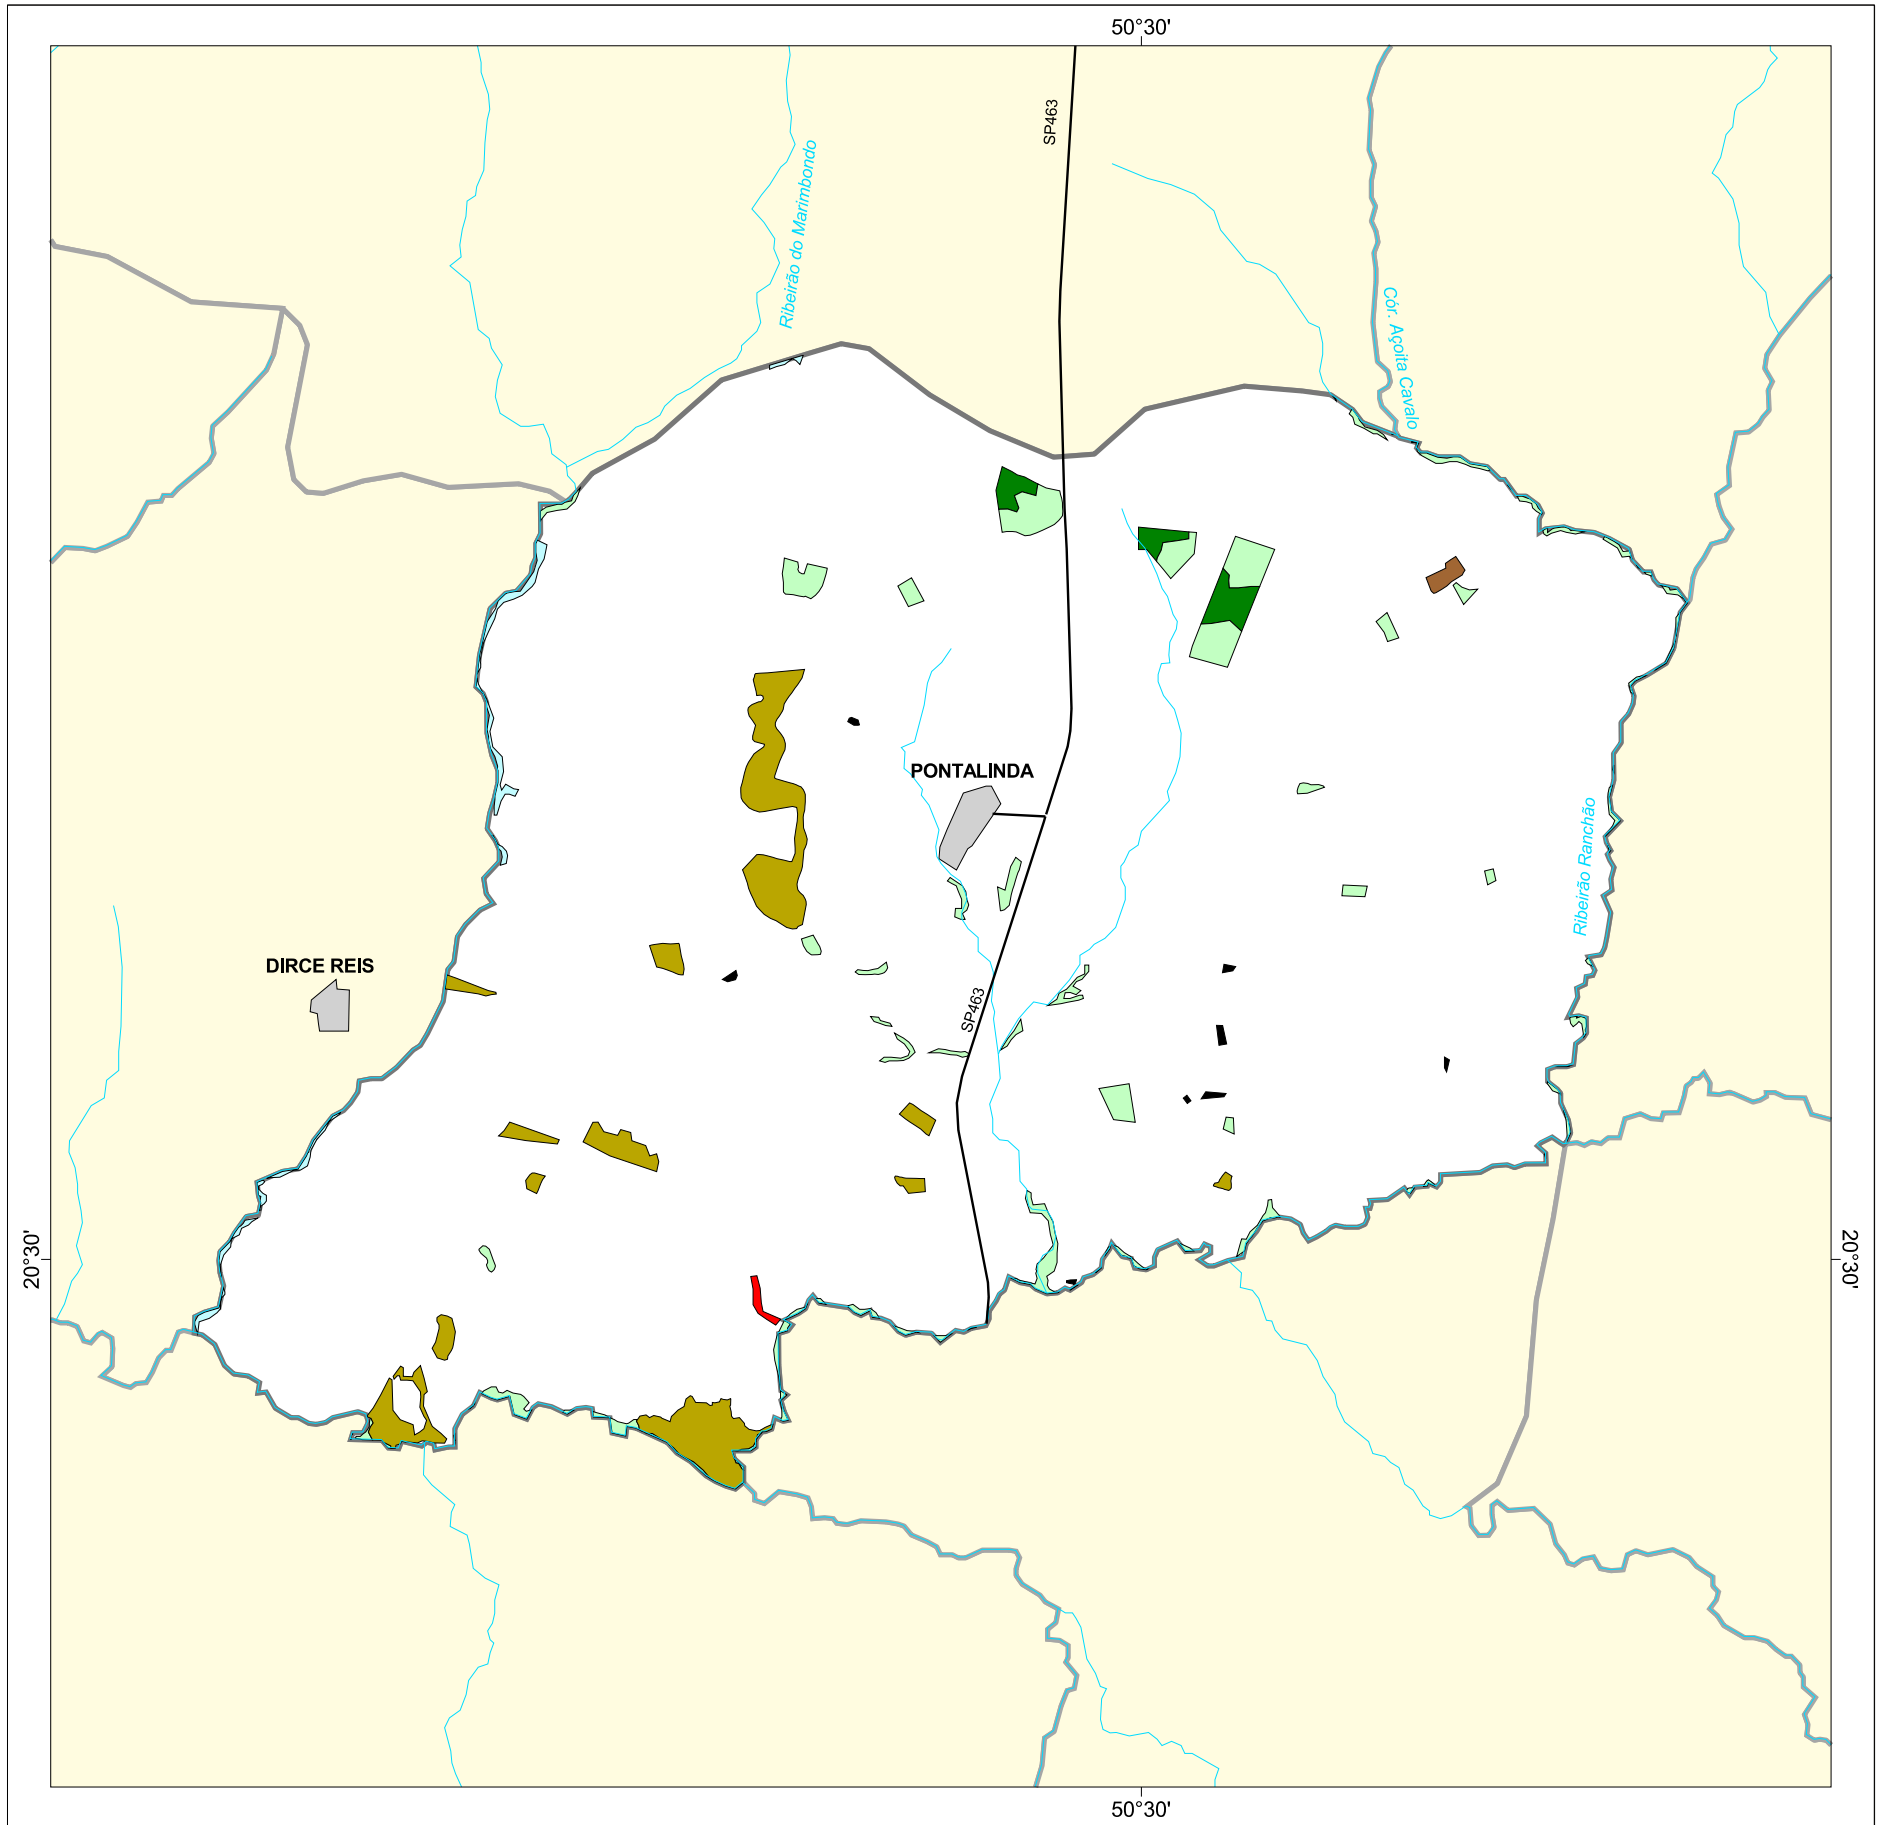 50°30'
SP463
Ribeirão do Marimbondo
Cór. Açoita Cavalo
PONTALINDA
Ribeirão Ranchão
DIRCE REIS
SP463
20°30'
20°30'
50°30'